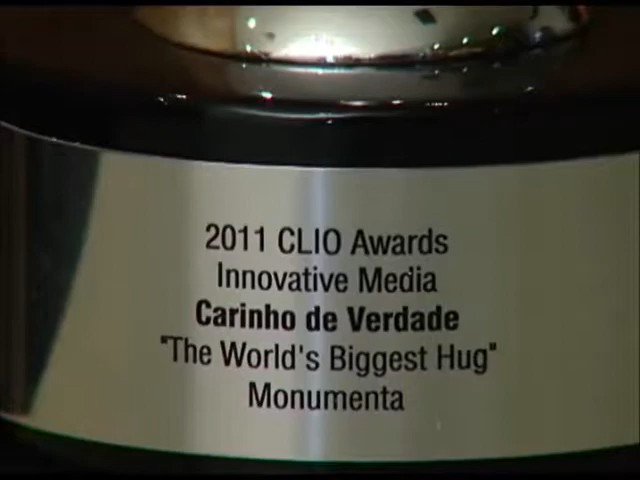 2011 CLIO Awards
Innovative Media
Carinho de Verdade
"The World's Biggest Hug"
Monumenta